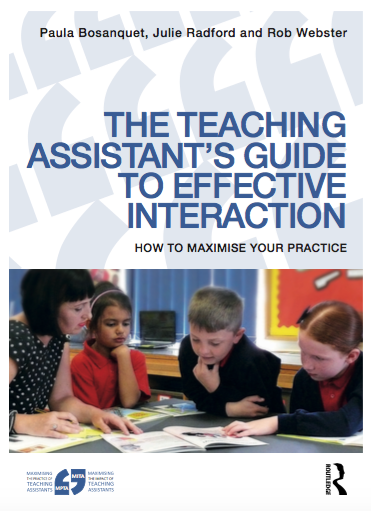 Paula Bosanquet, Julie Radford and Rob Webster
THE TEACHING
ASSISTANT'S GUIDE
TO EFFECTIVE
INTERACTION
HOW TO MAXIMISE YOUR PRACTICE
MAXIMISING
THE PRACTICE OF
TEACHING
ASSISTANTS
MPTA
MITA
MAXIMISING
THE IMPACT OF
TEACHING
ASSISTANTS
ROUTLEDGE